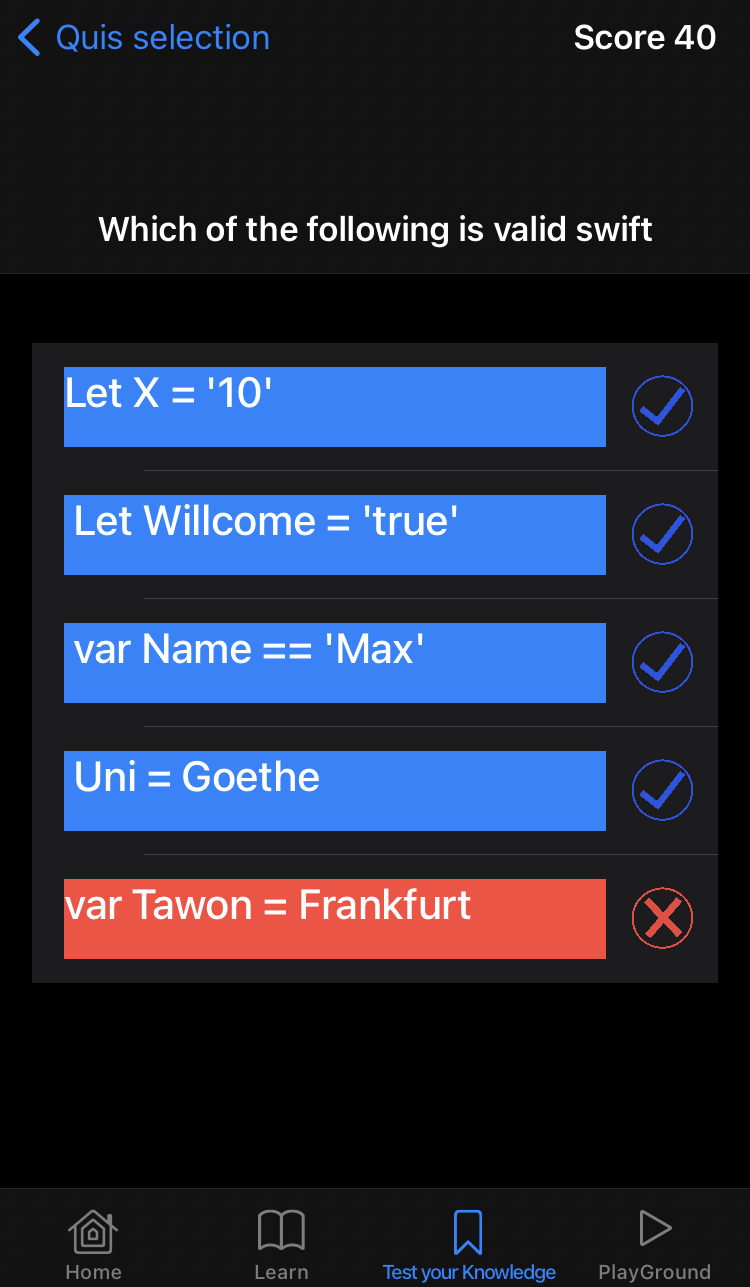 Quis selection
Score 40
Which of the following is valid swift
Let X = '10'
Let Willcome = 'true'
var Name == 'Max'
Uni = Goethe
var Tawon = Frankfurt
Home
Learn
Test your Knowledge
PlayGround